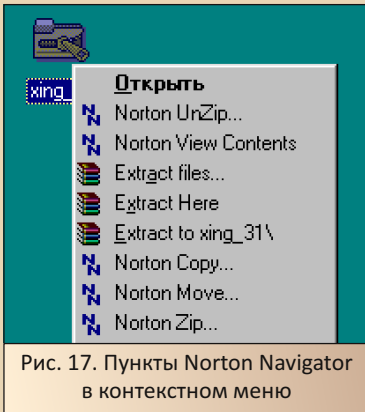 xing_
Открыть
Norton UnZip...
Norton View Contents
Extract files...
Extract Here
Extract to xing_31\
Norton Copy...
Norton Move...
Norton Zip...
Рис. 17. Пункты Norton Navigator
в контекстном меню